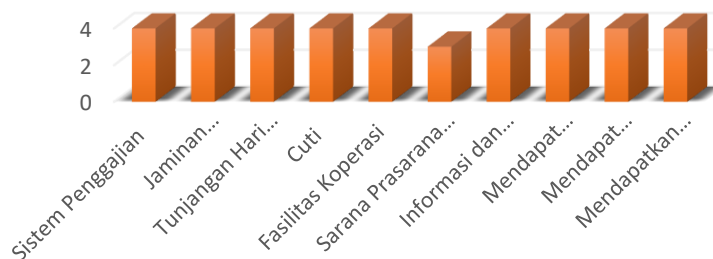 4
2
0
Sistem Penggajian
Jaminan...
Tunjangan Hari...
Cuti
Fasilitas Koperasi
Sarana Prasarana...
Informasi dan...
Mendapat...
Mendapat...
Mendapatkan...